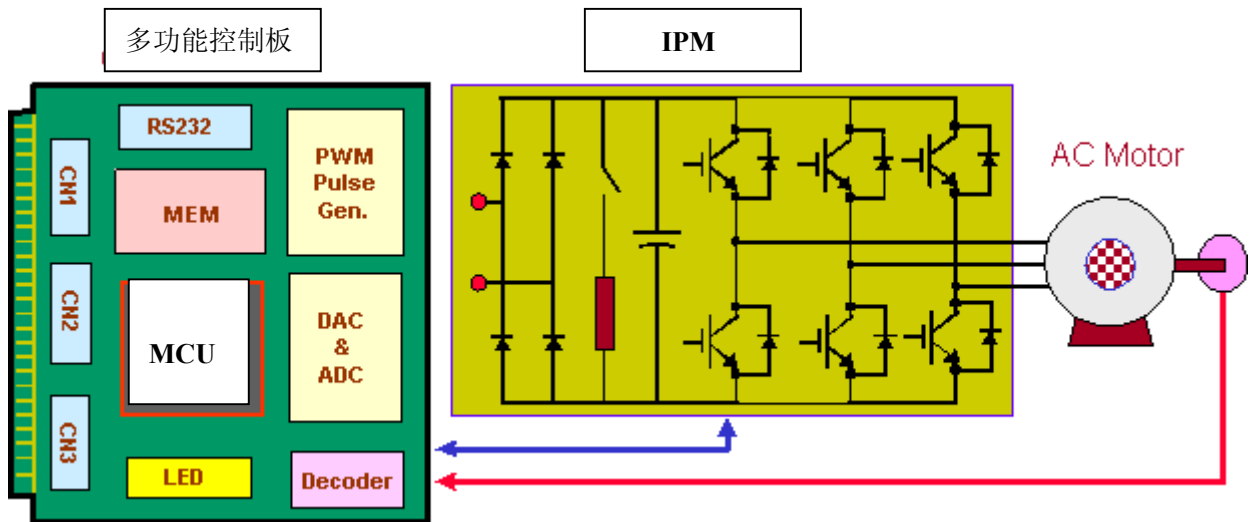 多功能控制板
IPM
RS232
PWM
Pulse
Gen.
CN1
MEM
AC Motor
CN2
MCU
DAC
&
ADC
CN3
LED
Decoder